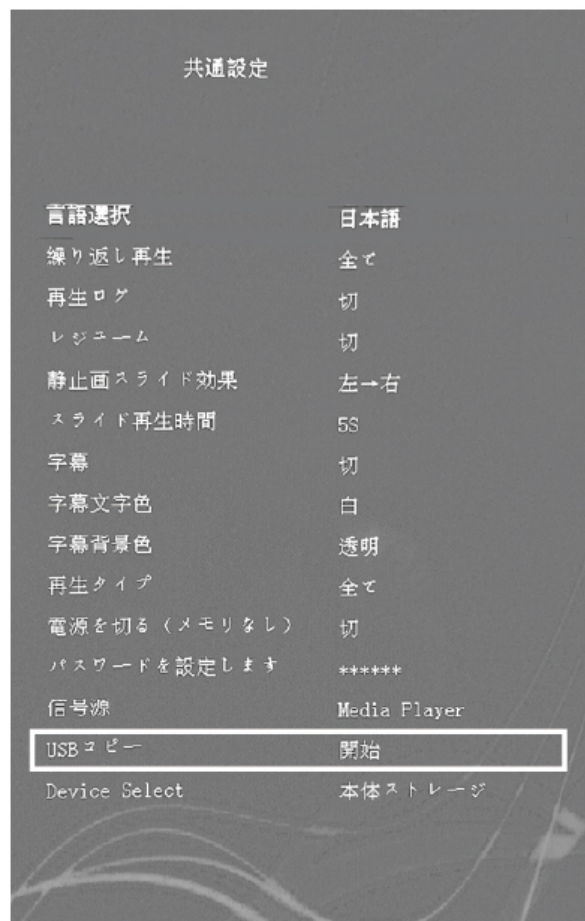 共通設定
言語選択 日本語
繰り返し再生 全て
再生ログ 切
レジューム 切
静止画スライド効果 左→右
スライド再生時間 5S
字幕 切
字幕文字色 白
字幕背景色 透明
再生タイプ 全て
電源を切る（メモリなし） 切
パスワードを設定します ******
信号源 Media Player
USBコピー 開始
Device Select 本体ストレージ